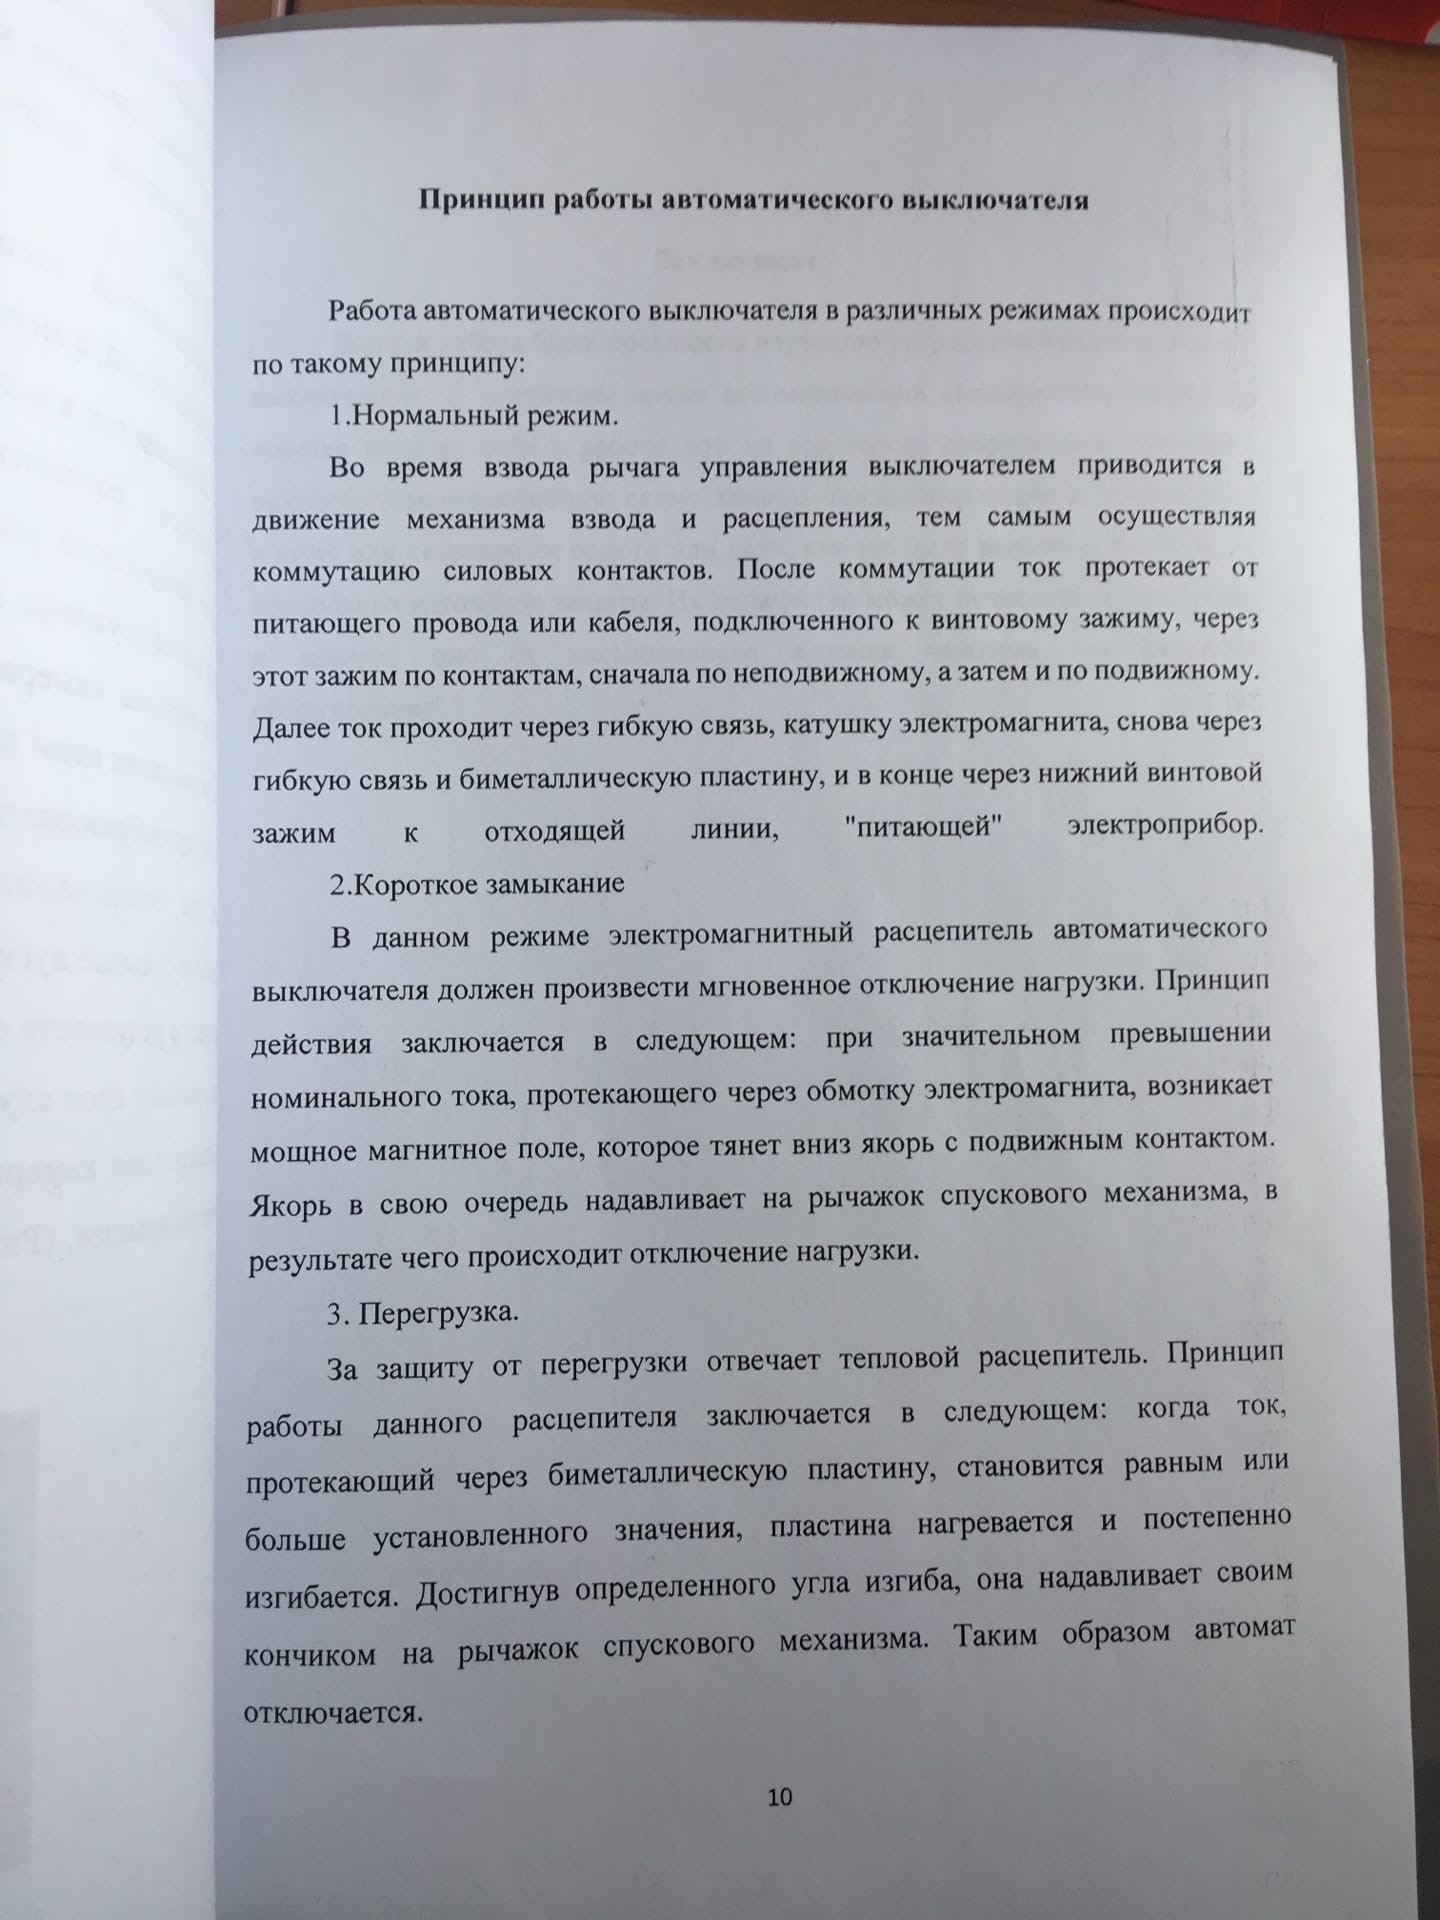 Принцип работы автоматического выключателя
Работа автоматического выключателя в различных режимах происходит
по такому принципу:
1.Нормальный режим.
Во время взвода рычага управления выключателем приводится в
движение механизма взвода и расцепления, тем самым осуществляя
коммутацию силовых контактов. После коммутации ток протекает от
питающего провода или кабеля, подключенного к винтовому зажиму, через
этот зажим по контактам, сначала по неподвижному, а затем и по подвижному.
Далее ток проходит через гибкую связь, катушку электромагнита, снова через
гибкую связь и биметаллическую пластину, и в конце через нижний винтовой
зажим к отходящей линии, "питающей" электроприбор.
2.Короткое замыкание
В данном режиме электромагнитный расцепитель автоматического
выключателя должен произвести мгновенное отключение нагрузки. Принцип
действия заключается в следующем: при значительном превышении
номинального тока, протекающего через обмотку электромагнита, возникает
мощное магнитное поле, которое тянет вниз якорь с подвижным контактом.
Якорь в свою очередь надавливает на рычажок спускового механизма, в
результате чего происходит отключение нагрузки.
3. Перегрузка.
За защиту от перегрузки отвечает тепловой расцепитель. Принцип
работы данного расцепителя заключается в следующем: когда ток,
протекающий через биметаллическую пластину, становится равным или
больше установленного значения, пластина нагревается и постепенно
изгибается. Достигнув определенного угла изгиба, она надавливает своим
кончиком на рычажок спускового механизма. Таким образом автомат
отключается.
10